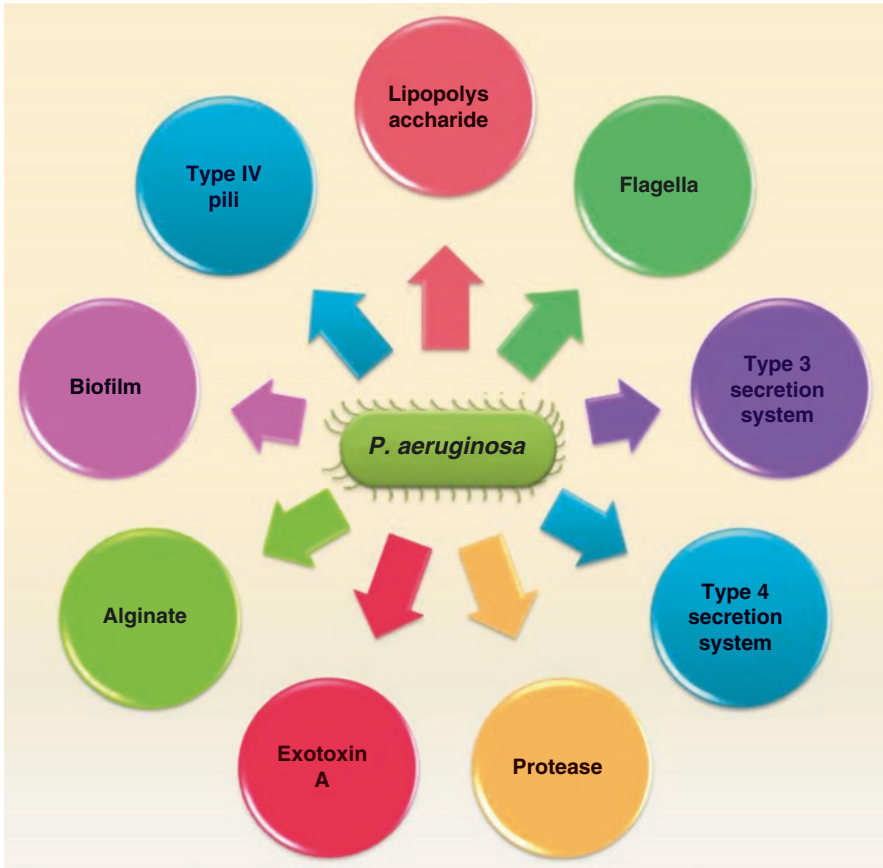 Lipopolys
accharide
Flagella
Type 3
secretion
system
Type 4
secretion
system
Protease
Exotoxin
A
Alginate
Biofilm
Type IV
pili
P. aeruginosa